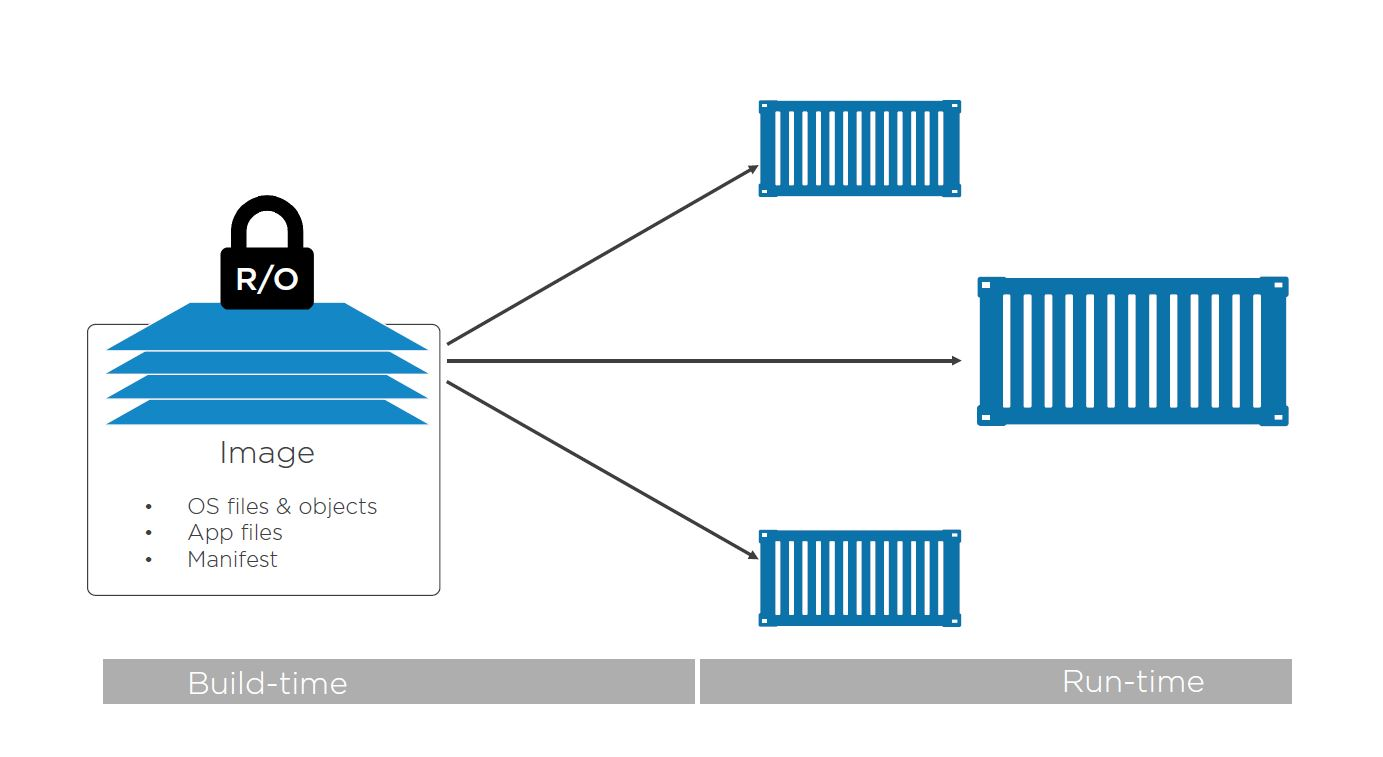 R/O
Image
• OS files & objects
• App files
• Manifest
Build-time
Run-time